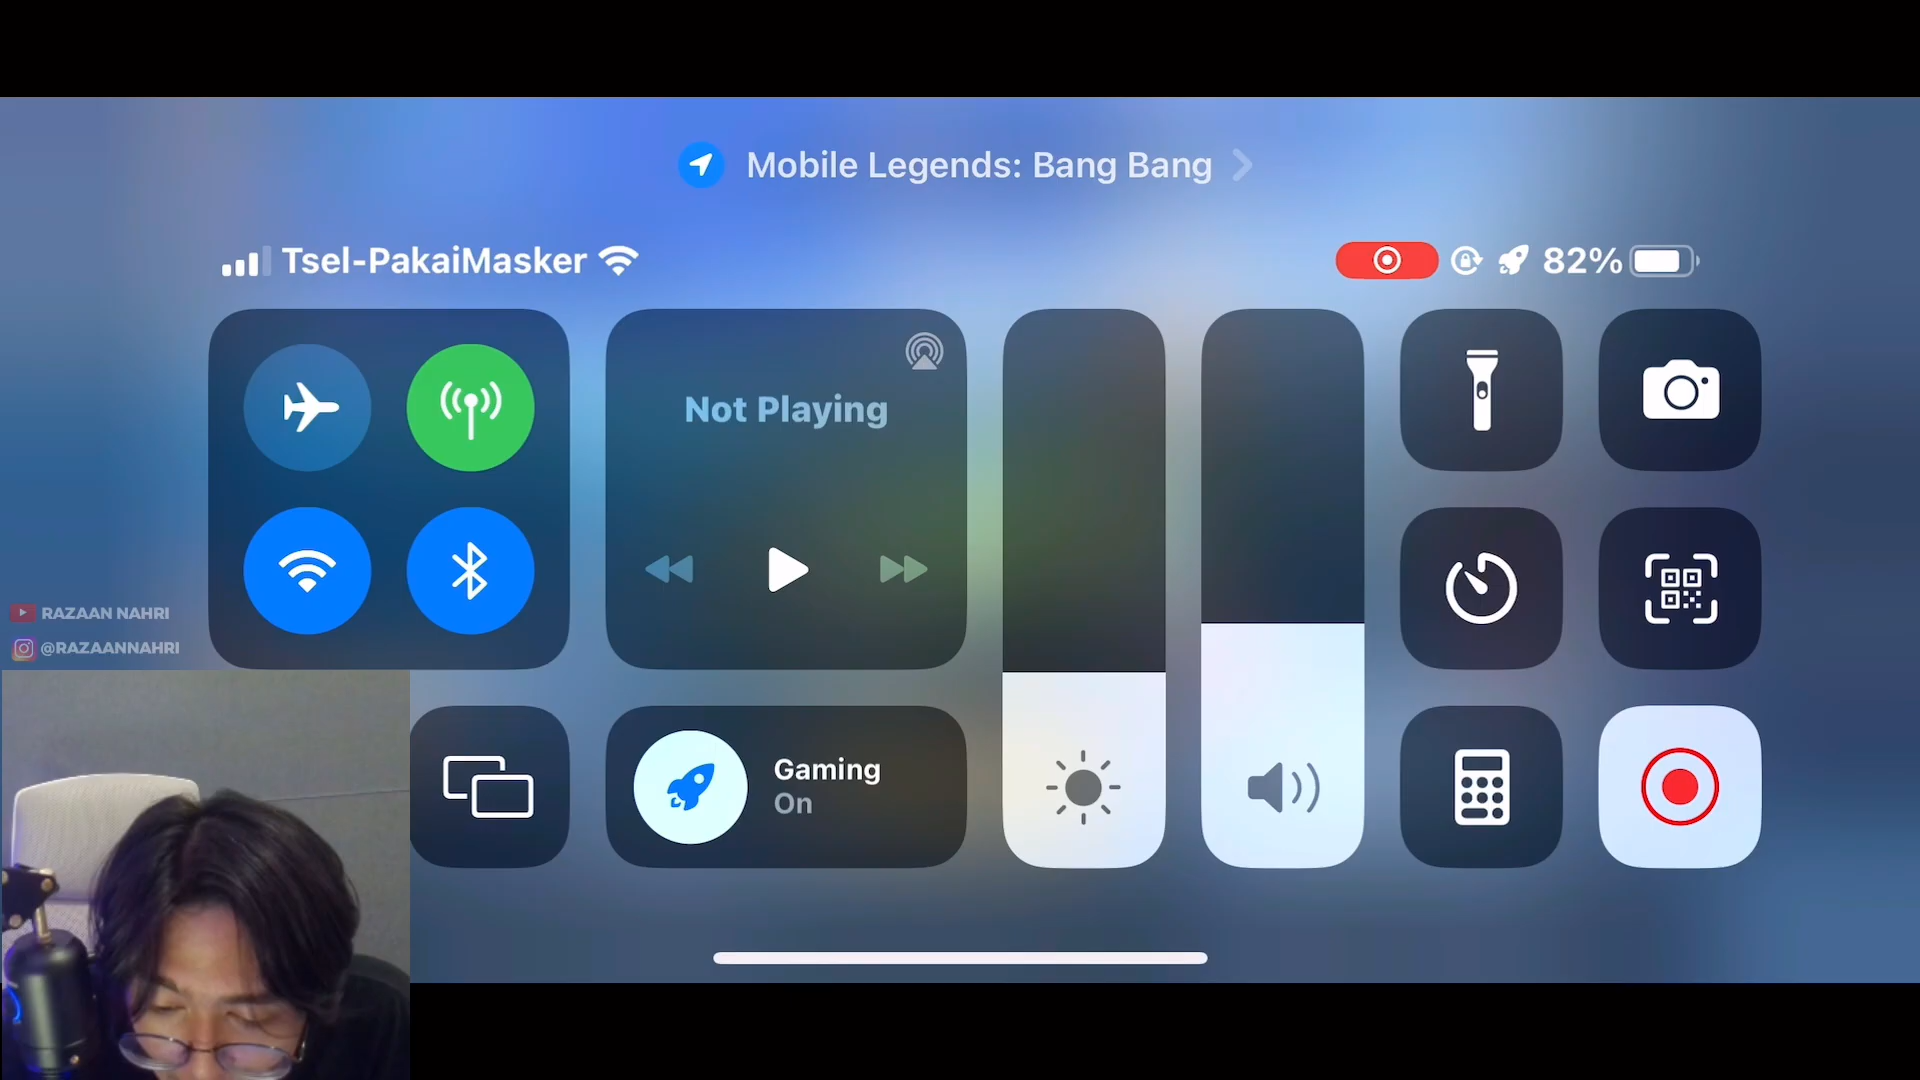 Mobile Legends: Bang Bang
Tsel-PakaiMasker
82%
Not Playing
RAZAAN NAHRI
@RAZAANNAHRI
Gaming
On